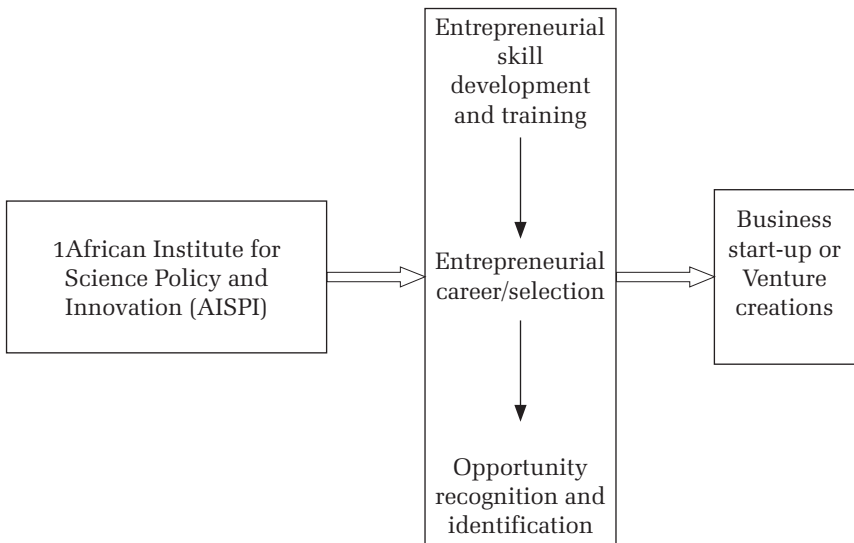 Entrepreneurial
skill
development
and training
1African Institute for
Science Policy and
Innovation (AISPI)
Entrepreneurial
career/selection
Opportunity
recognition and
identification
Business
start-up or
Venture
creations